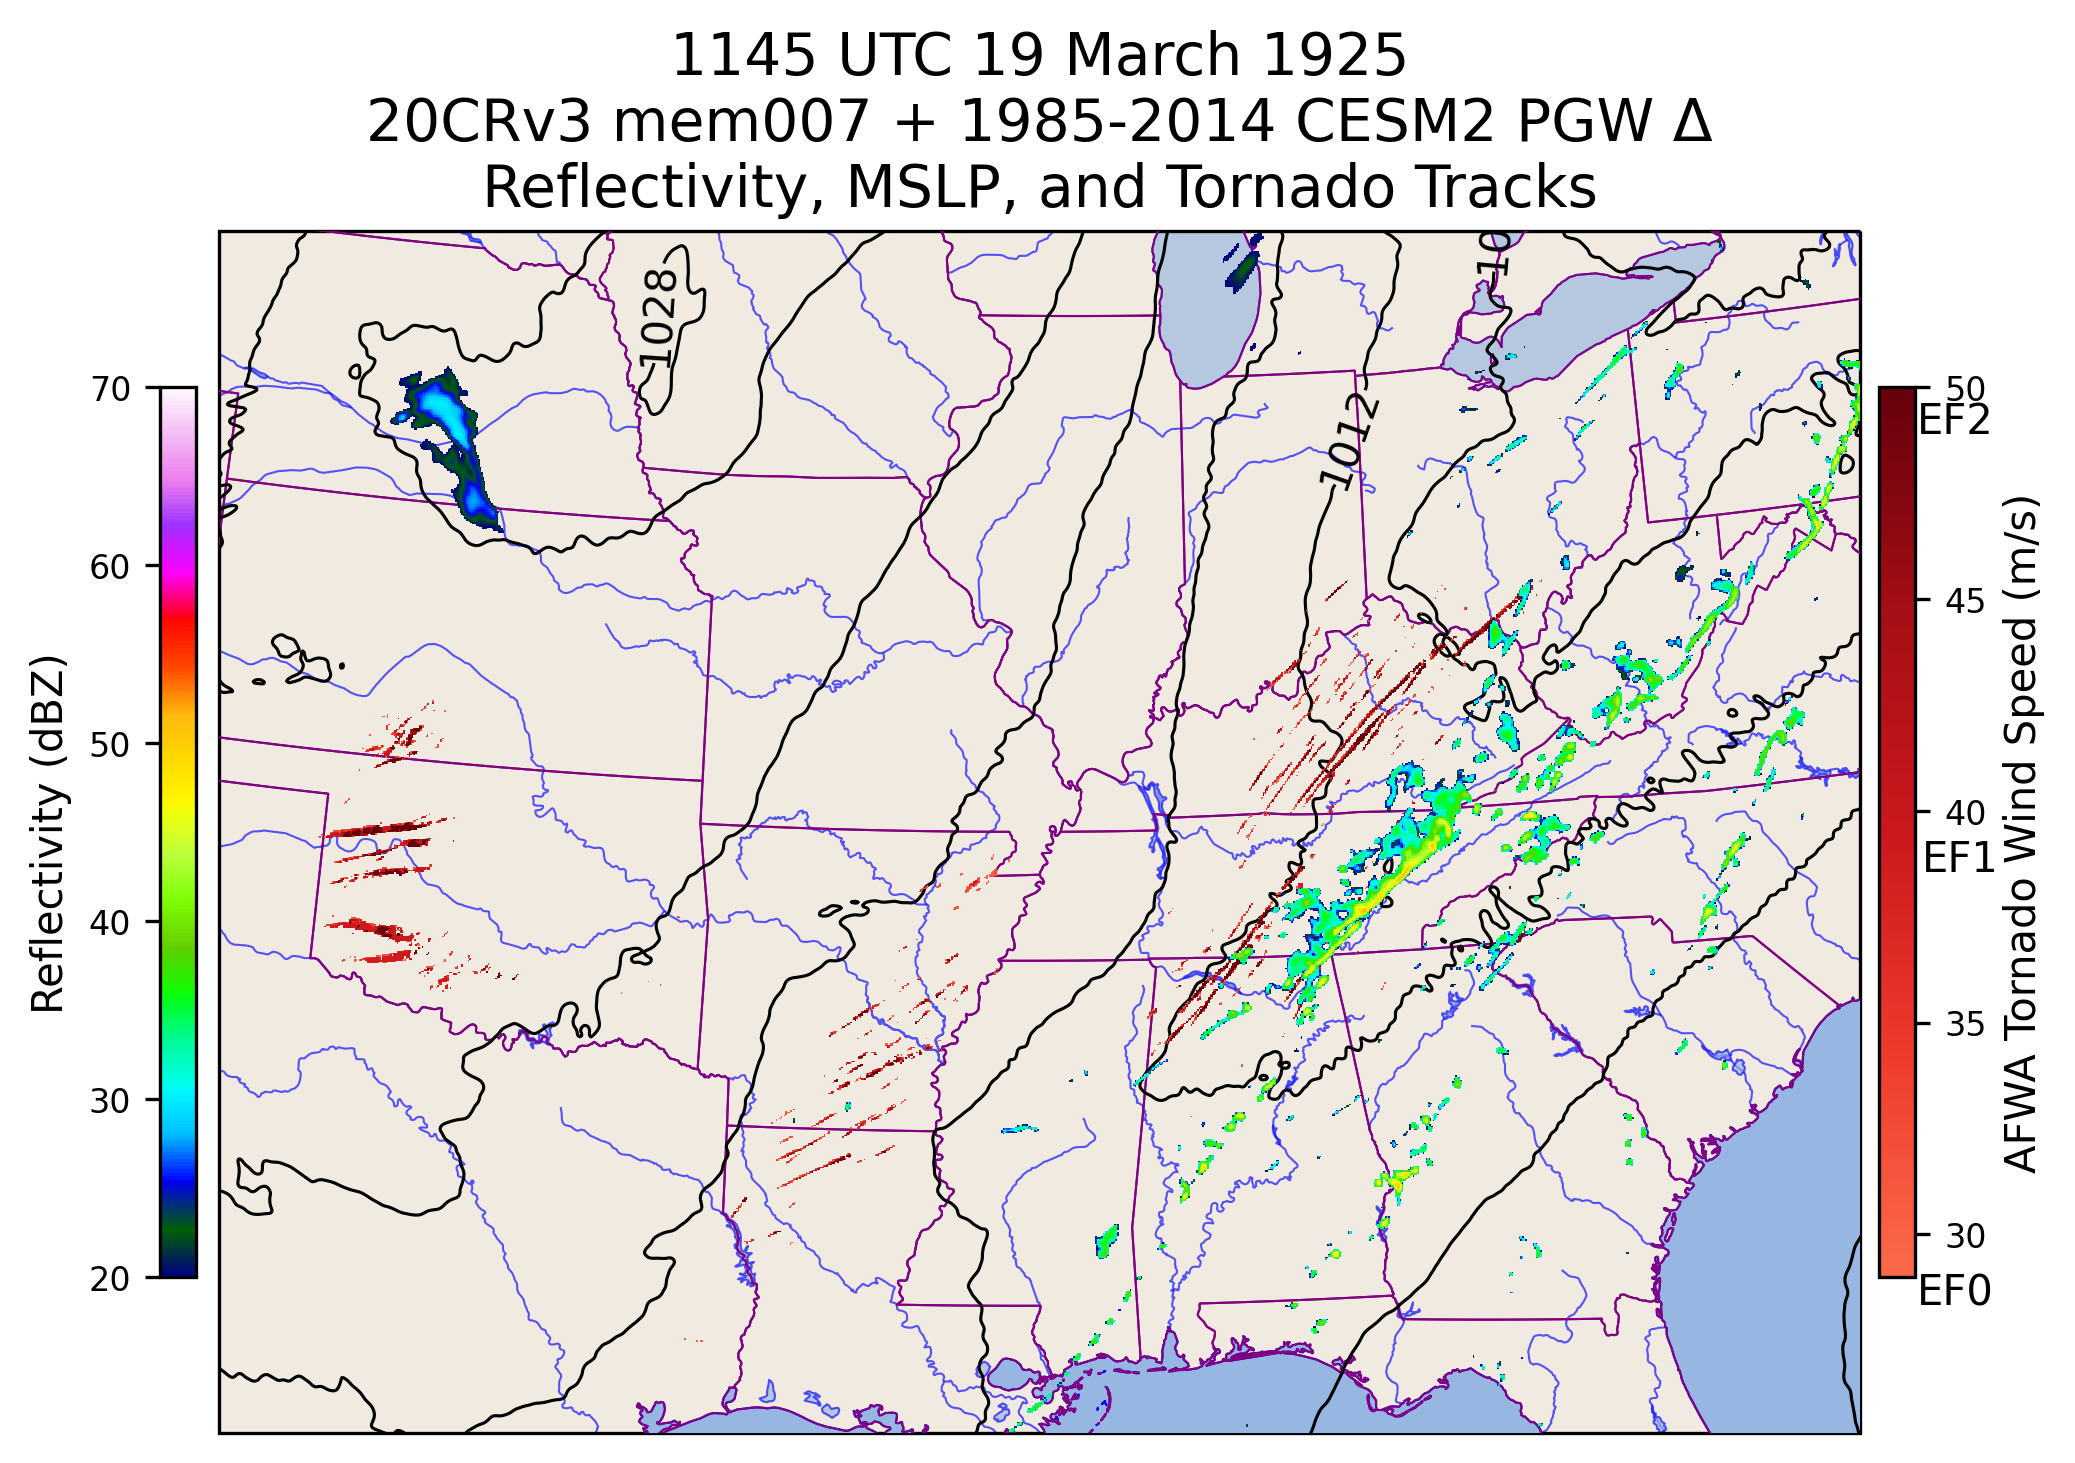 1145 UTC 19 March 1925
20CRv3 mem007 + 1985-2014 CESM2 PGW Δ
Reflectivity, MSLP, and Tornado Tracks
Reflectivity (dBZ)
70
60
50
40
30
20
1028
1012
10
50
EF2
45
40
EF1
35
30
EF0
AFWA Tornado Wind Speed (m/s)